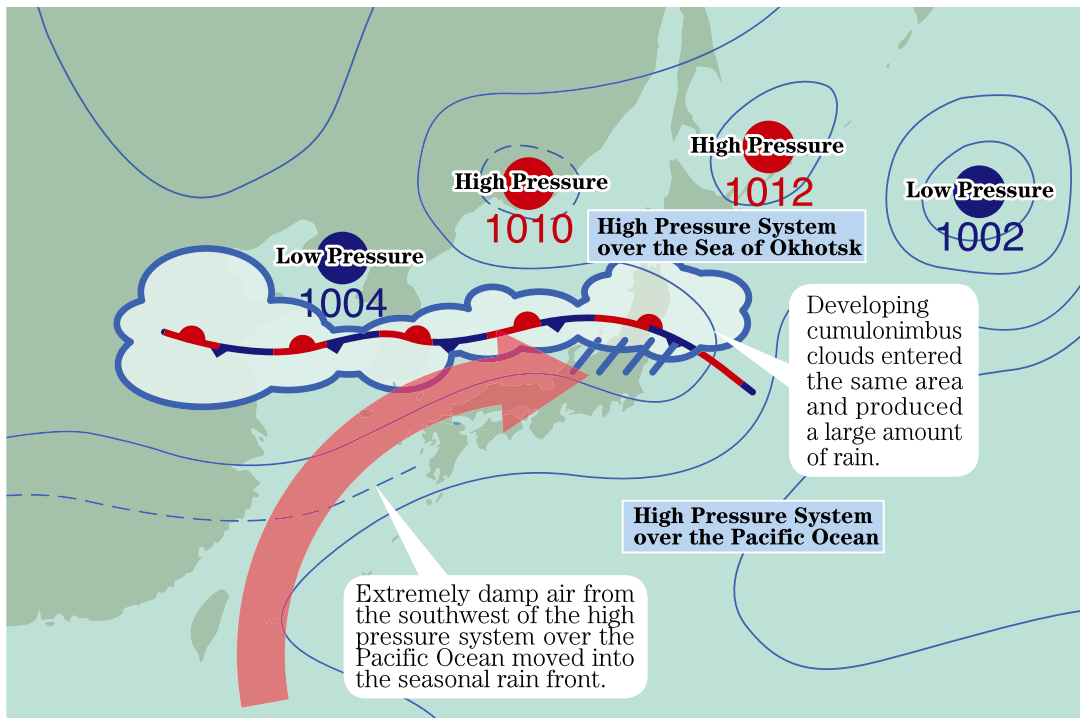 High Pressure
1012
High Pressure
1010
Low Pressure
1002
High Pressure System
over the Sea of Okhotsk
Low Pressure
1004
Developing
cumulonimbus
clouds entered
the same area
and produced
a large amount
of rain.
High Pressure System
over the Pacific Ocean
Extremely damp air from
the southwest of the high
pressure system over the
Pacific Ocean moved into
the seasonal rain front.